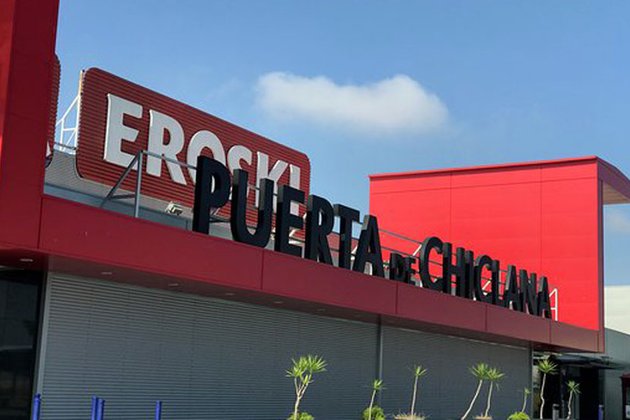 EROSKI
PUERTA DE CHICLANA